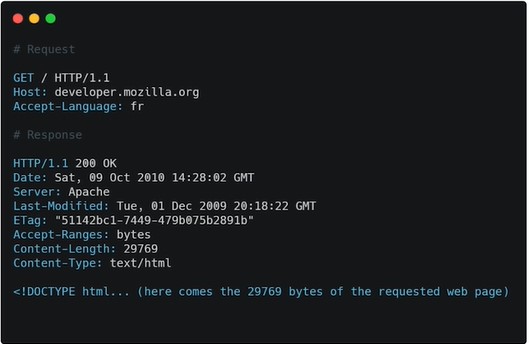 # Request
GET / HTTP/1.1
Host: developer.mozilla.org
Accept-Language: fr
# Response
HTTP/1.1 200 OK
Date: Sat, 09 Oct 2010 14:28:02 GMT
Server: Apache
Last-Modified: Tue, 01 Dec 2009 20:18:22 GMT
ETag: "51142bc1-7449-479b075b2891b"
Accept-Ranges: bytes
Content-Length: 29769
Content-Type: text/html
<!DOCTYPE html... (here comes the 29769 bytes of the requested web page)